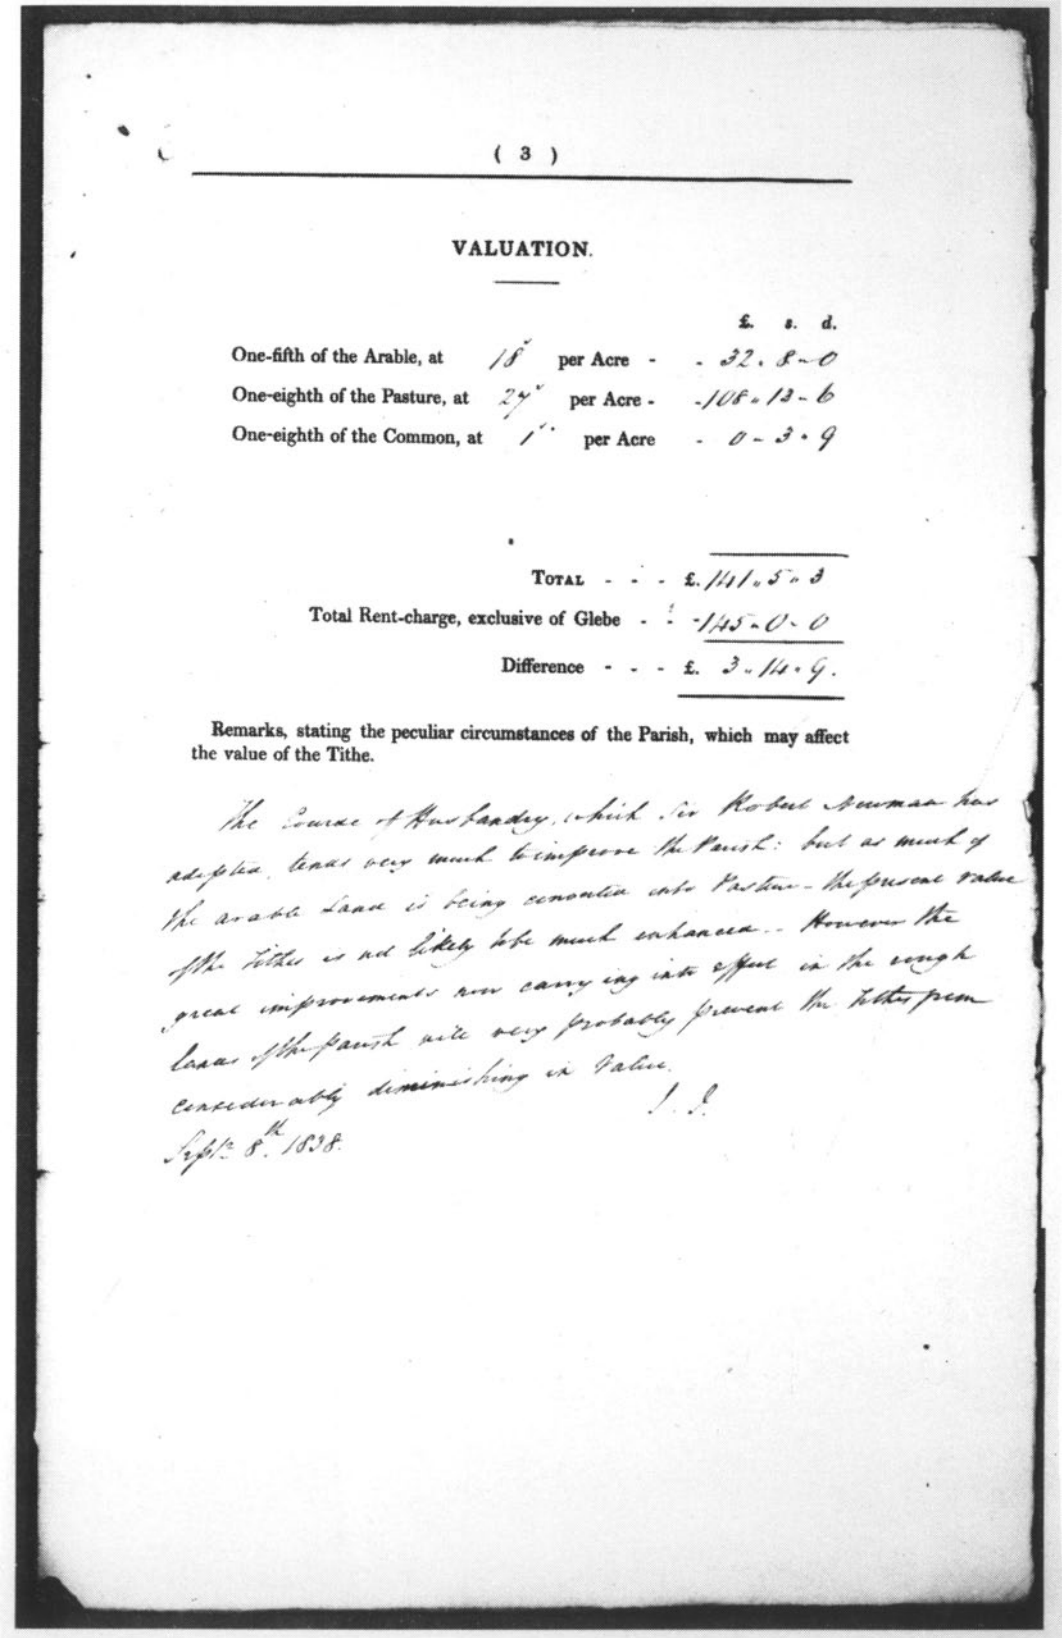 ( 3 )
VALUATION.
£. s. d.
One-fifth of the Arable, at 18s per Acre - - 32. 8-0
One-eighth of the Pasture, at 27s per Acre - -108. 13-6
One-eighth of the Common, at 1s. per Acre - 0-3.9
TOTAL - - - £. 141. 5. 3
Total Rent-charge, exclusive of Glebe - - -145-0-0
Difference - - - £. 3. 14. 9.
Remarks, stating the peculiar circumstances of the Parish, which may affect
the value of the Tithe.
The Course of Husbandry, which Sir Robert Newman has
adopted, tends very much to improve the Parish: but as much of
the arable Land is being converted into Pasture - the present value
of the Tithes is not likely to be much enhanced. - However the
great improvements now carrying into effect in the rough
lands of the parish will very probably prevent the Tithes from
considerably diminishing in Value.
J. J.
Septr 8th. 1838.